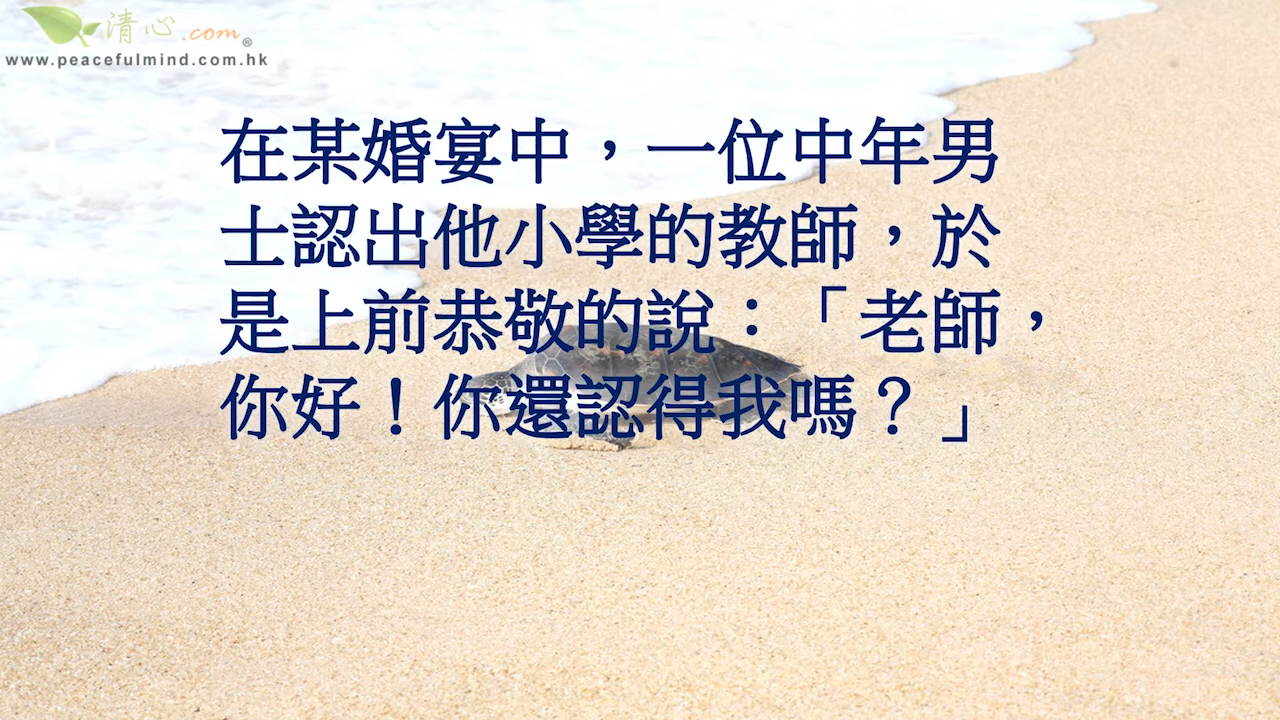 清心.com®
www.peacefulmind.com.hk
在某婚宴中，一位中年男
士認出他小學的教師，於
是上前恭敬的說：「老師，
你好！你還認得我嗎？」